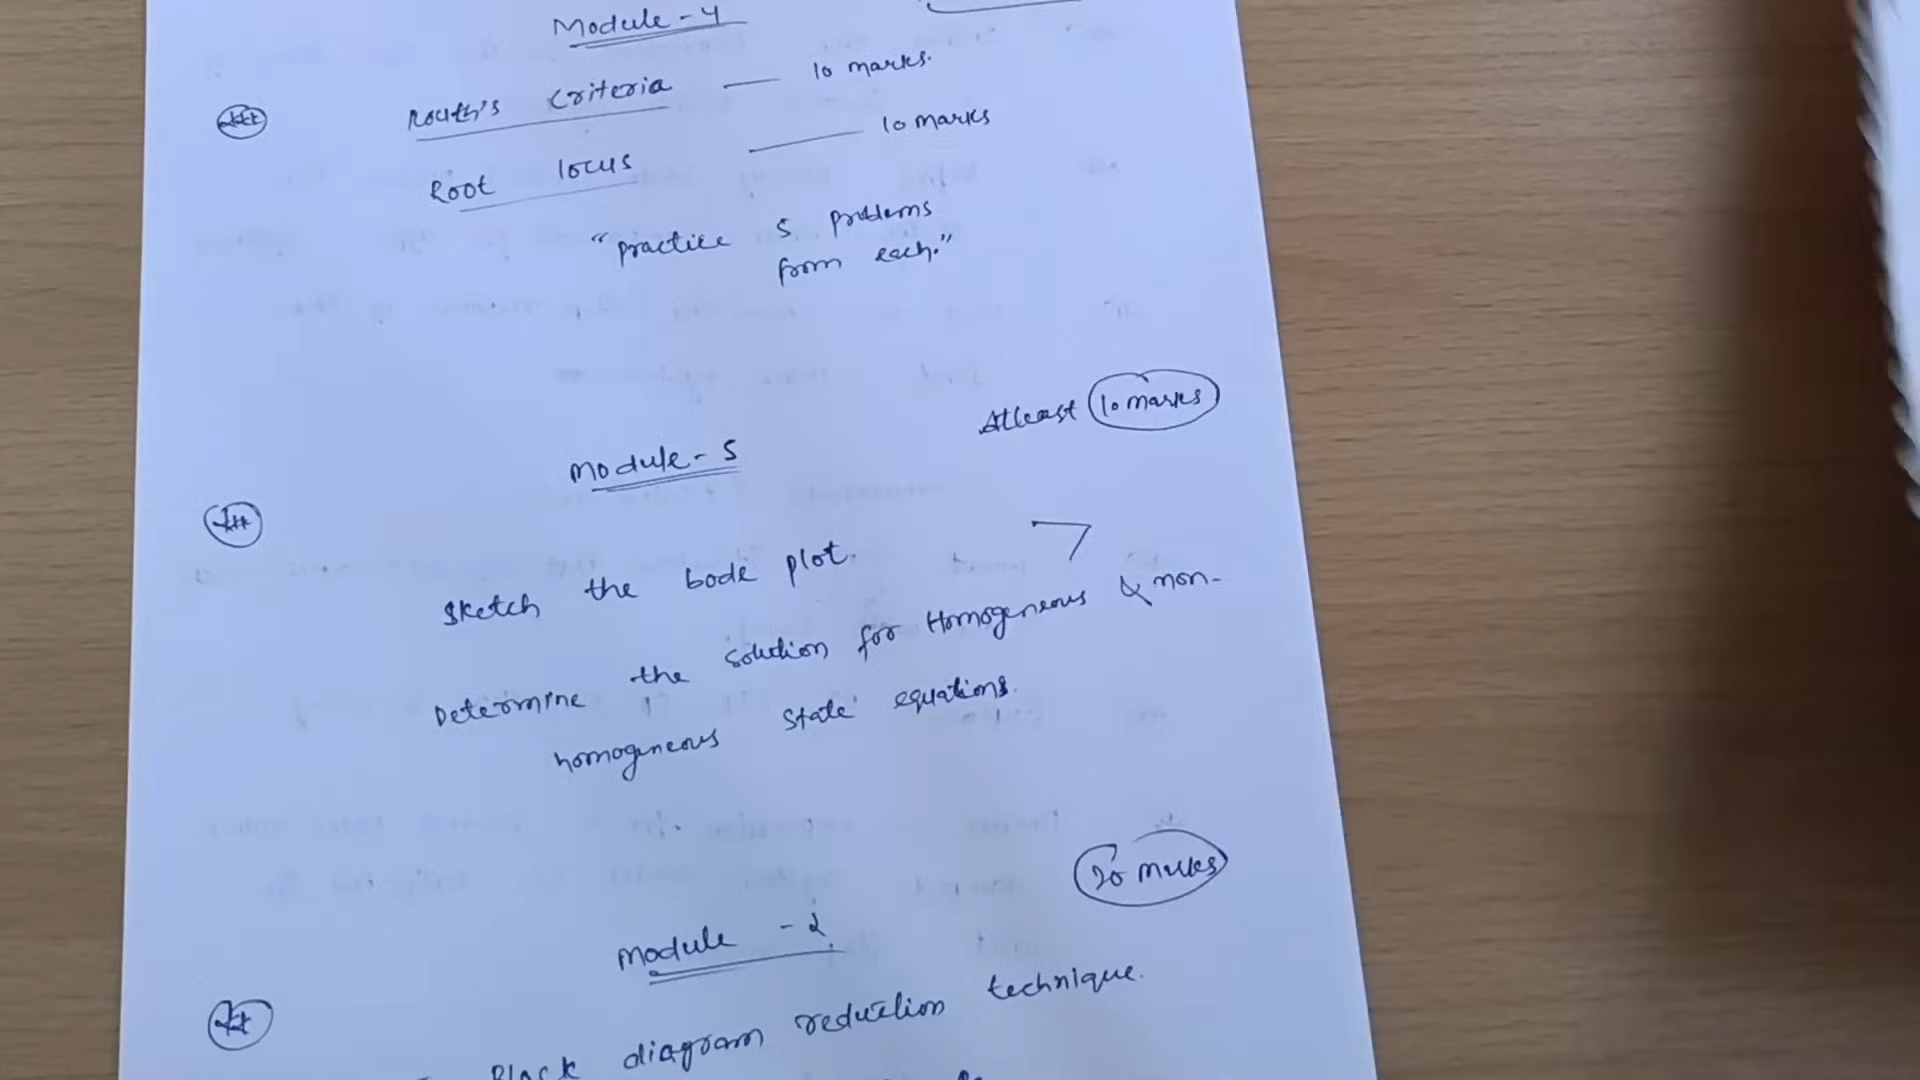 Module - 4
Routh's Criteria — 10 marks.
Root locus — 10 marks
"practice 5 problems
from each."
Atleast 10 marks
Module - 5
Sketch the bode plot.
Determine the solution for Homogeneous & non-
homogeneous state equations.
20 marks
Module - 2
Block diagram reduction technique.